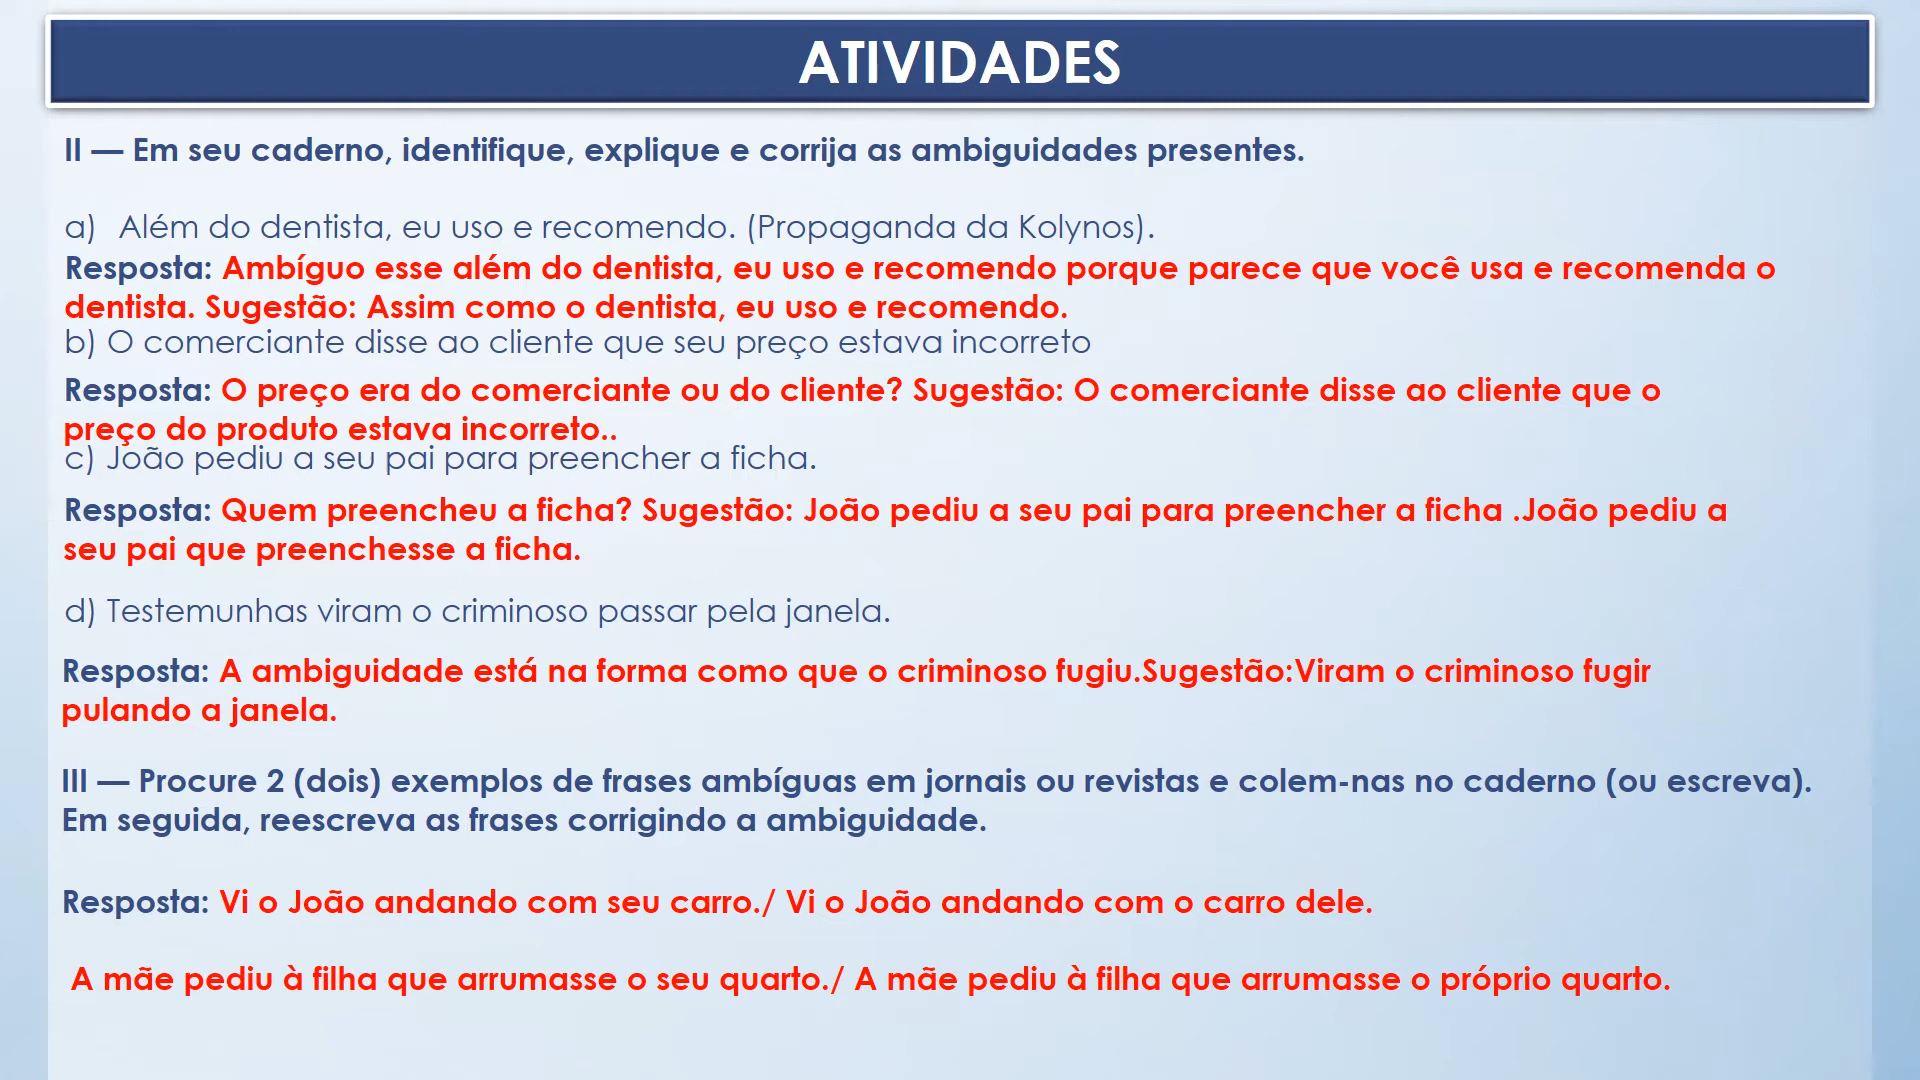 ATIVIDADES
II — Em seu caderno, identifique, explique e corrija as ambiguidades presentes.
a) Além do dentista, eu uso e recomendo. (Propaganda da Kolynos).
Resposta: Ambíguo esse além do dentista, eu uso e recomendo porque parece que você usa e recomenda o
dentista. Sugestão: Assim como o dentista, eu uso e recomendo.
b) O comerciante disse ao cliente que seu preço estava incorreto
Resposta: O preço era do comerciante ou do cliente? Sugestão: O comerciante disse ao cliente que o
preço do produto estava incorreto..
c) João pediu a seu pai para preencher a ficha.
Resposta: Quem preencheu a ficha? Sugestão: João pediu a seu pai para preencher a ficha .João pediu a
seu pai que preenchesse a ficha.
d) Testemunhas viram o criminoso passar pela janela.
Resposta: A ambiguidade está na forma como que o criminoso fugiu.Sugestão:Viram o criminoso fugir
pulando a janela.
III — Procure 2 (dois) exemplos de frases ambíguas em jornais ou revistas e colem-nas no caderno (ou escreva).
Em seguida, reescreva as frases corrigindo a ambiguidade.
Resposta: Vi o João andando com seu carro./ Vi o João andando com o carro dele.
A mãe pediu à filha que arrumasse o seu quarto./ A mãe pediu à filha que arrumasse o próprio quarto.